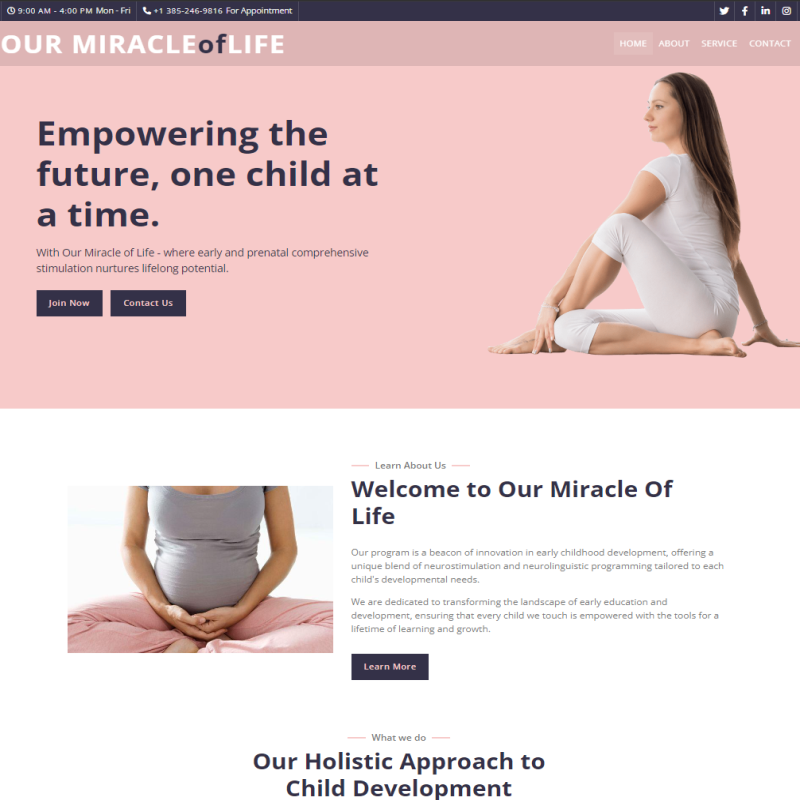 9:00 AM - 4:00 PM Mon - Fri +1 385-246-9816 For Appointment
OUR MIRACLEofLIFE
HOME ABOUT SERVICE CONTACT
Empowering the
future, one child at
a time.
With Our Miracle of Life - where early and prenatal comprehensive
stimulation nurtures lifelong potential.
Join Now Contact Us
Learn About Us
Welcome to Our Miracle Of
Life
Our program is a beacon of innovation in early childhood development, offering a
unique blend of neurostimulation and neurolinguistic programming tailored to each
child's developmental needs.
We are dedicated to transforming the landscape of early education and
development, ensuring that every child we touch is empowered with the tools for a
lifetime of learning and growth.
Learn More
What we do
Our Holistic Approach to
Child Development